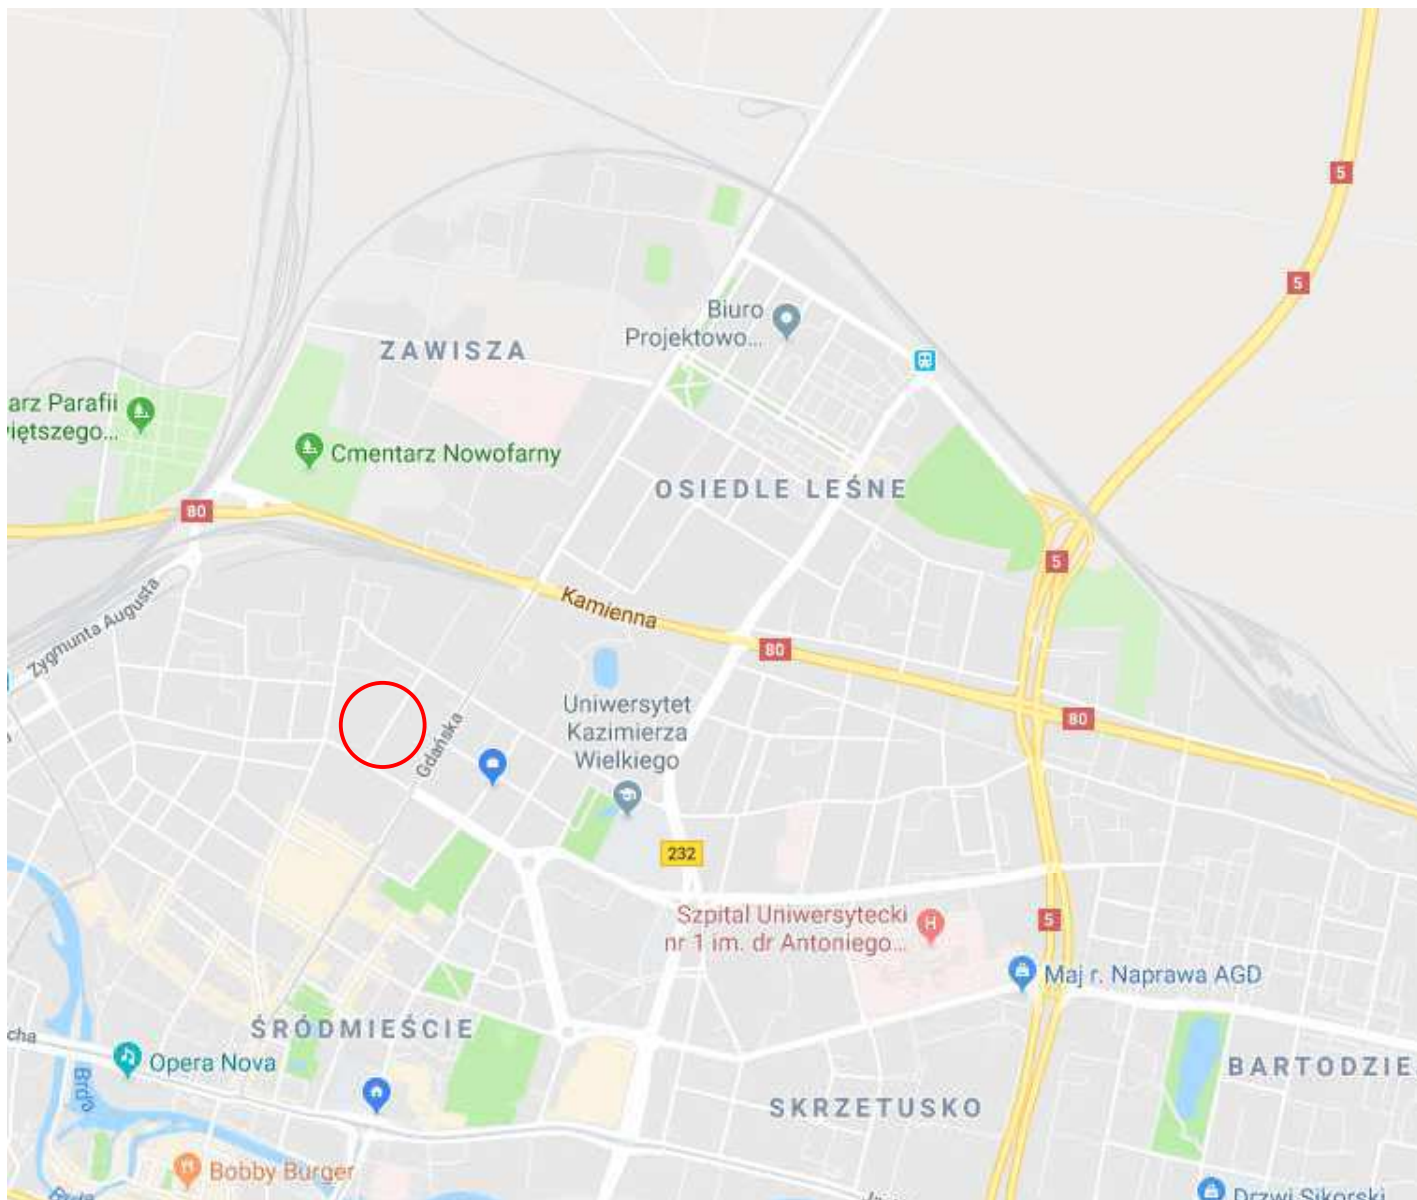 5
5
Biuro
Projektowo...
ZAWISZA
arz Parafii
iętszego...
Cmentarz Nowofarny
OSIEDLE LEŚNE
80
5
Kamienna
Zygmunta Augusta
80
Uniwersytet
Kazimierza
Wielkiego
80
Gdańska
232
Szpital Uniwersytecki
nr 1 im. dr Antoniego...
H
5
Maj r. Naprawa AGD
cha
ŚRÓDMIEŚCIE
Opera Nova
BARTODZIE
Brda
SKRZETUSKO
Bobby Burger
Drzwi Sikorski